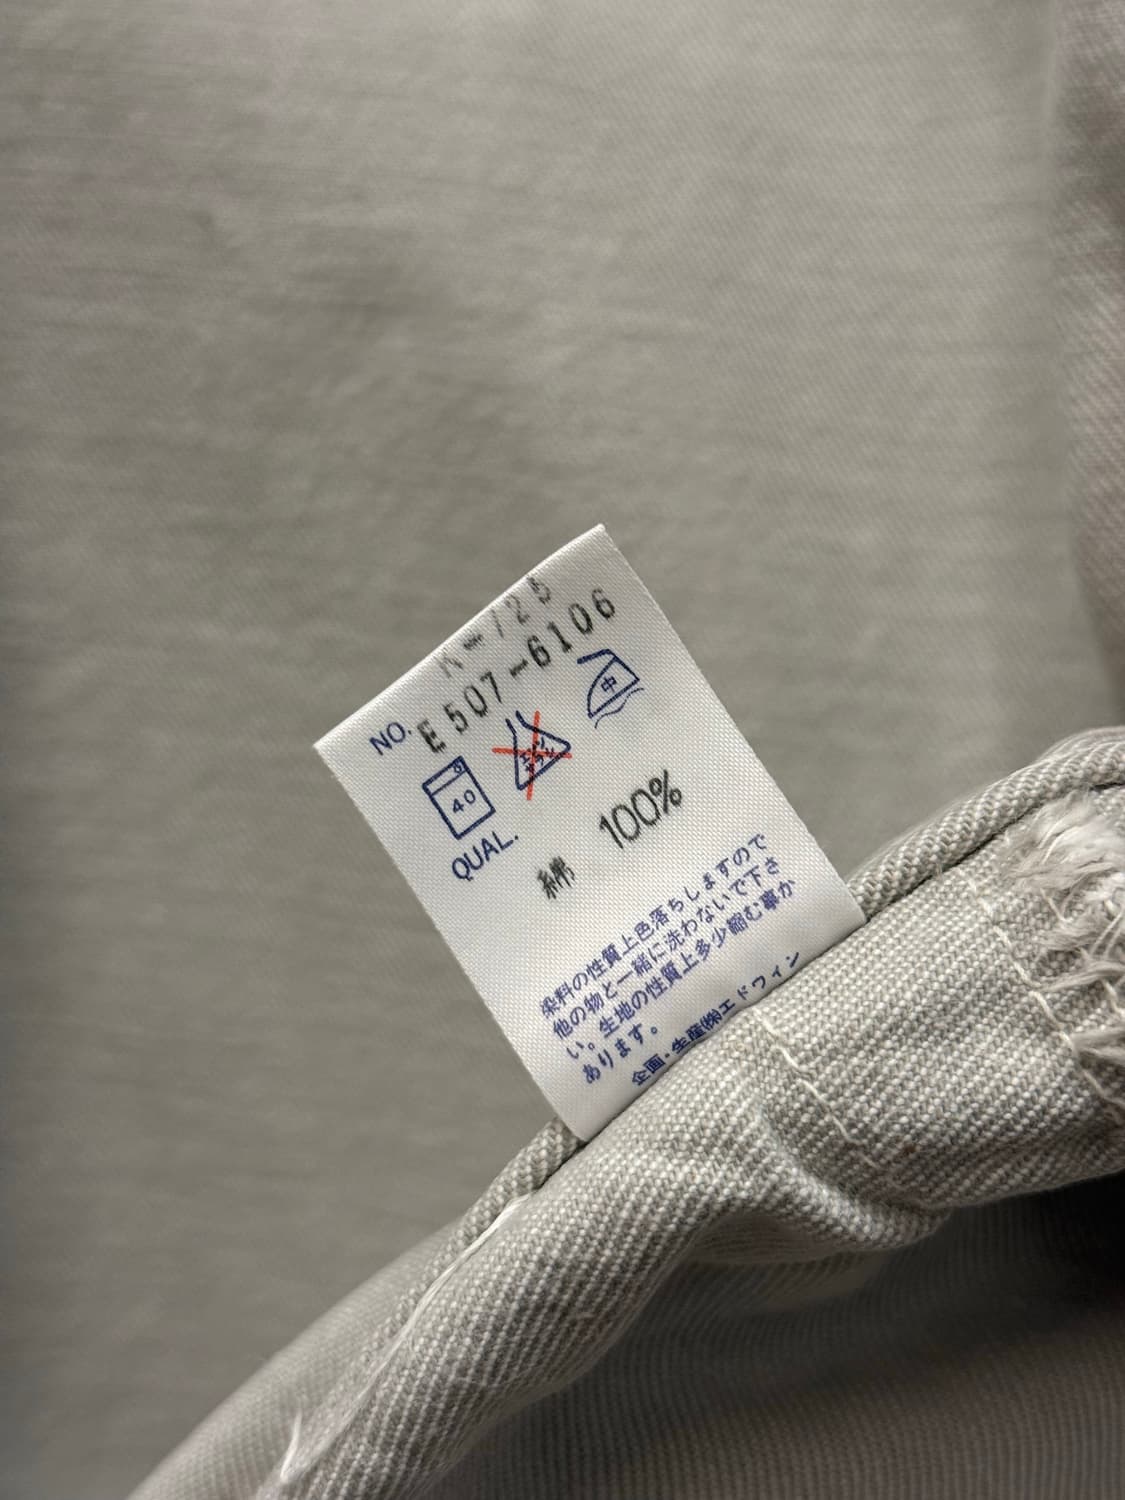 NO. E507-6106
40
中
QUAL.
綿 100%
染料の性質上色落ちしますので
他の物と一緒に洗わないで下さ
い。生地の性質上多少縮む事が
あります。
企画・生産㈱エドウィン